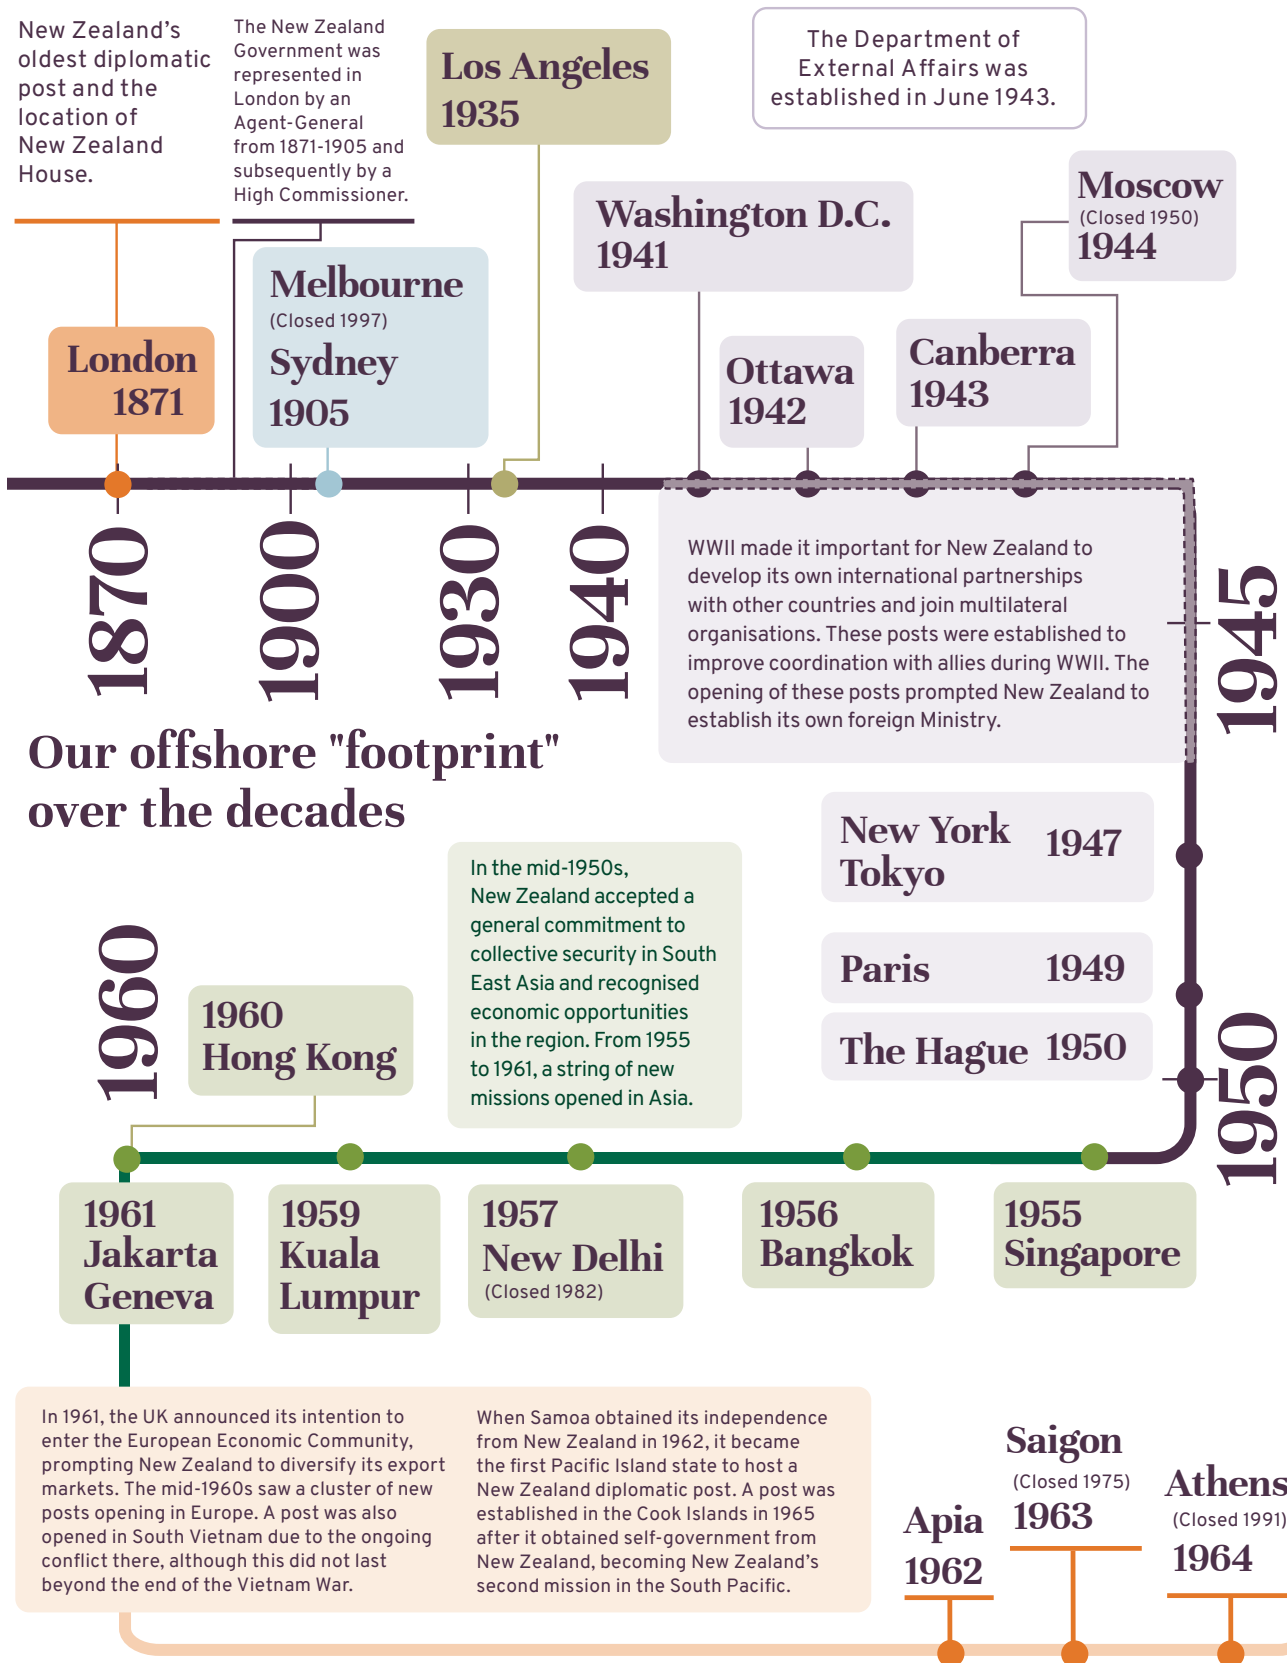 New Zealand's
oldest diplomatic
post and the
location of
New Zealand
House.
The New Zealand
Government was
represented in
London by an
Agent-General
from 1871-1905 and
subsequently by a
High Commissioner.
Los Angeles
1935
The Department of
External Affairs was
established in June 1943.
London
1871
Melbourne
(Closed 1997)
Sydney
1905
Washington D.C.
1941
Ottawa
1942
Canberra
1943
Moscow
(Closed 1950)
1944
1870
1900
1930
1940
1945
WWII made it important for New Zealand to
develop its own international partnerships
with other countries and join multilateral
organisations. These posts were established to
improve coordination with allies during WWII. The
opening of these posts prompted New Zealand to
establish its own foreign Ministry.
Our offshore "footprint"
over the decades
New York 1947
Tokyo
Paris 1949
The Hague 1950
1950
In the mid-1950s,
New Zealand accepted a
general commitment to
collective security in South
East Asia and recognised
economic opportunities
in the region. From 1955
to 1961, a string of new
missions opened in Asia.
1960
1960
Hong Kong
1961
Jakarta
Geneva
1959
Kuala
Lumpur
1957
New Delhi
(Closed 1982)
1956
Bangkok
1955
Singapore
In 1961, the UK announced its intention to
enter the European Economic Community,
prompting New Zealand to diversify its export
markets. The mid-1960s saw a cluster of new
posts opening in Europe. A post was also
opened in South Vietnam due to the ongoing
conflict there, although this did not last
beyond the end of the Vietnam War.
When Samoa obtained its independence
from New Zealand in 1962, it became
the first Pacific Island state to host a
New Zealand diplomatic post. A post was
established in the Cook Islands in 1965
after it obtained self-government from
New Zealand, becoming New Zealand's
second mission in the South Pacific.
Apia
1962
Saigon
(Closed 1975)
1963
Athens
(Closed 1991)
1964